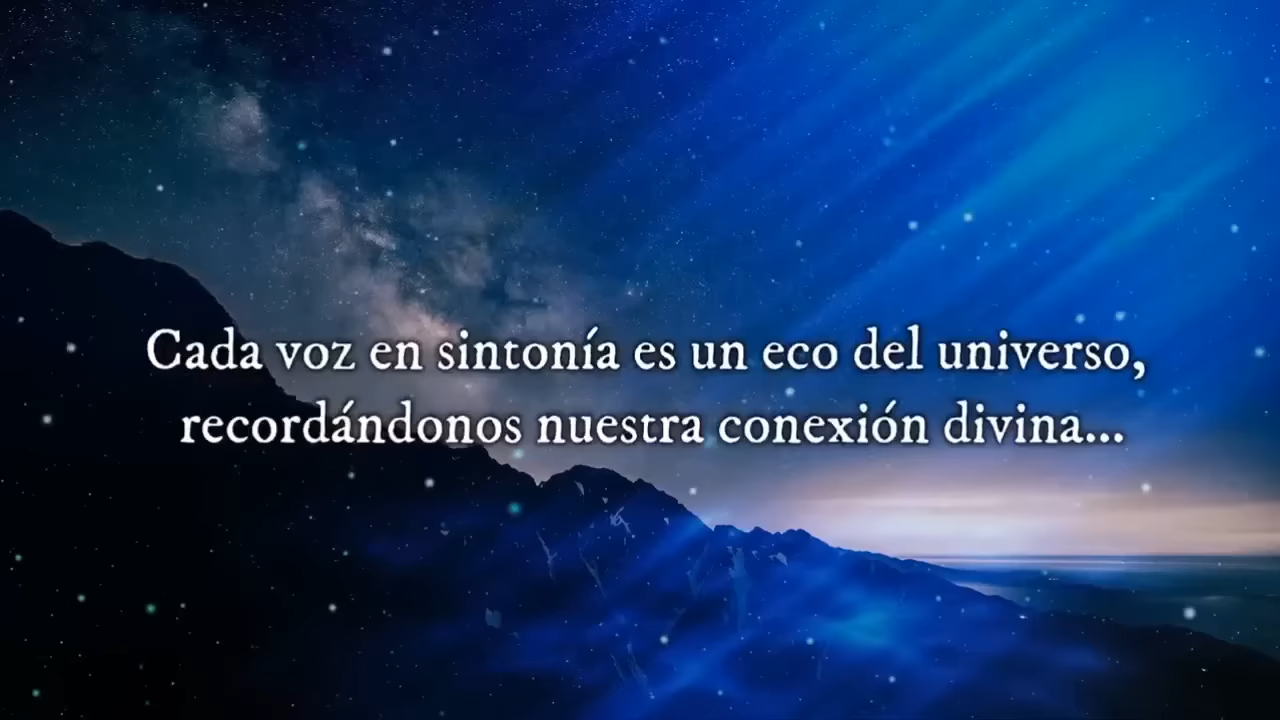 Cada voz en sintonía es un eco del universo,
recordándonos nuestra conexión divina...